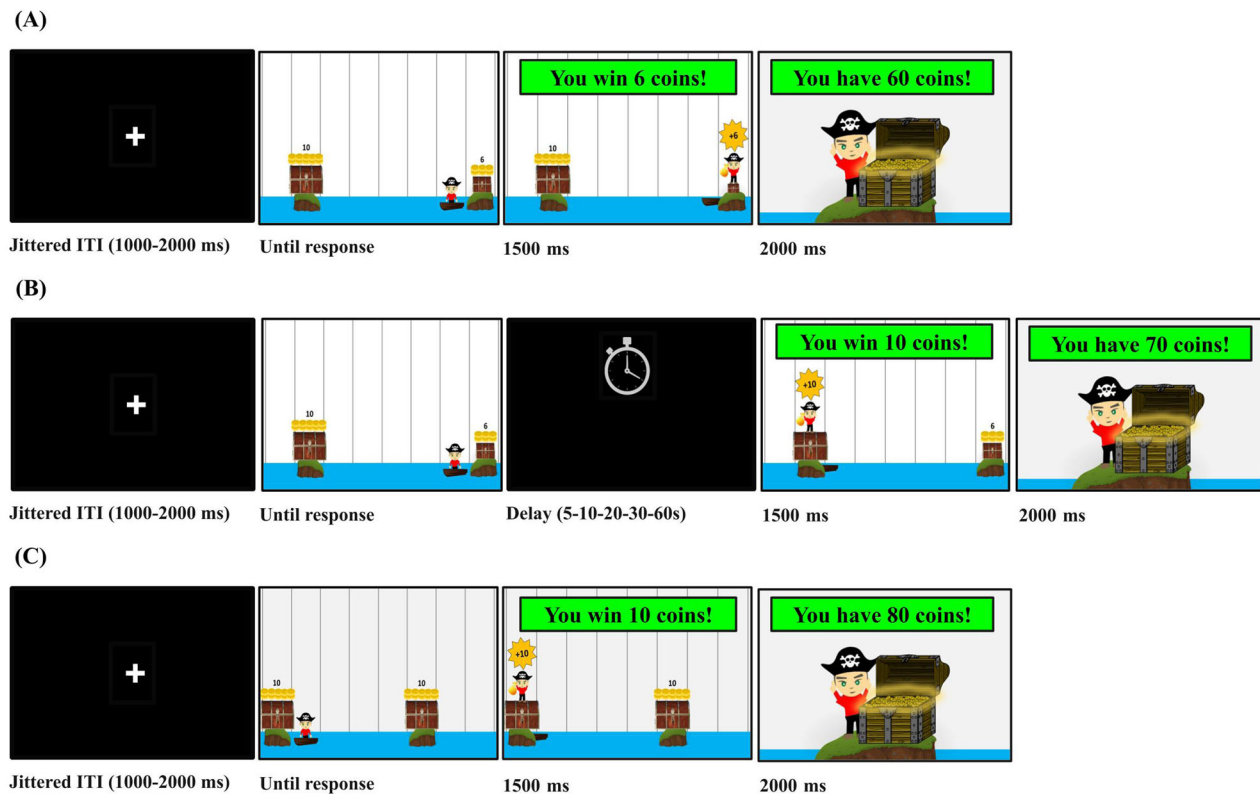 (A)
You win 6 coins!
You have 60 coins!
10
6
10
+6
Jittered ITI (1000-2000 ms)
Until response
1500 ms
2000 ms
(B)
You win 10 coins!
You have 70 coins!
10
6
+10
6
Jittered ITI (1000-2000 ms)
Until response
Delay (5-10-20-30-60s)
1500 ms
2000 ms
(C)
You win 10 coins!
You have 80 coins!
10
10
+10
10
Jittered ITI (1000-2000 ms)
Until response
1500 ms
2000 ms